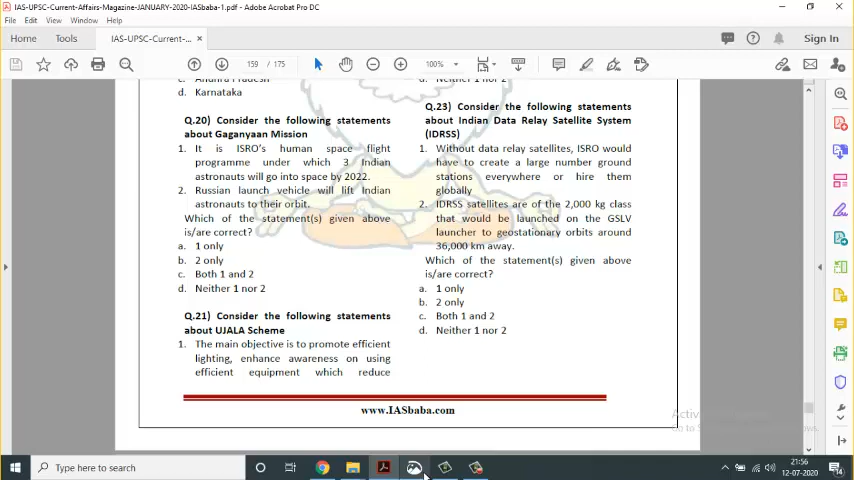 IAS-UPSC-Current-Affairs-Magazine-JANUARY-2020-IASbaba-1.pdf - Adobe Acrobat Pro DC
File Edit View Window Help
Home Tools IAS-UPSC-Current-... × Sign In
159 / 175 100%
c. Andhra Pradesh
d. Karnataka
Q.20) Consider the following statements
about Gaganyaan Mission
1. It is ISRO's human space flight
programme under which 3 Indian
astronauts will go into space by 2022.
2. Russian launch vehicle will lift Indian
astronauts to their orbit.
Which of the statement(s) given above
is/are correct?
a. 1 only
b. 2 only
c. Both 1 and 2
d. Neither 1 nor 2
Q.21) Consider the following statements
about UJALA Scheme
1. The main objective is to promote efficient
lighting, enhance awareness on using
efficient equipment which reduce
d. Neither 1 nor 2
Q.23) Consider the following statements
about Indian Data Relay Satellite System
(IDRSS)
1. Without data relay satellites, ISRO would
have to create a large number ground
stations everywhere or hire them
globally
2. IDRSS satellites are of the 2,000 kg class
that would be launched on the GSLV
launcher to geostationary orbits around
36,000 km away.
Which of the statement(s) given above
is/are correct?
a. 1 only
b. 2 only
c. Both 1 and 2
d. Neither 1 nor 2
www.IASbaba.com
Type here to search
21:56
12-07-2020